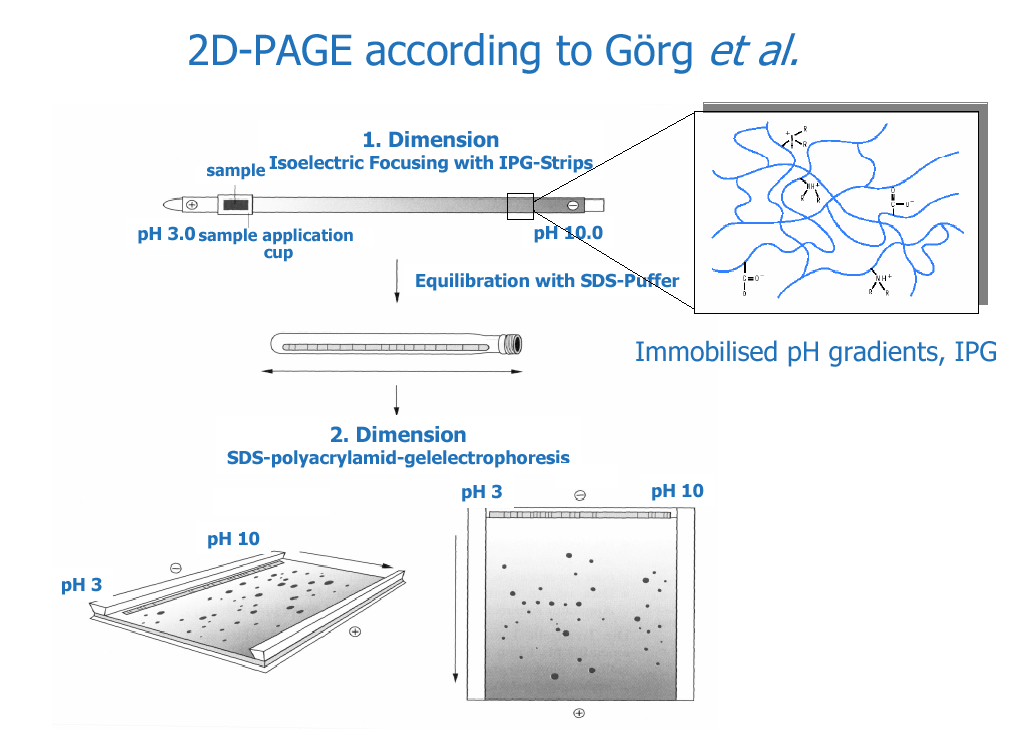 2D-PAGE according to Görg et al.
1. Dimension
Isoelectric Focusing with IPG-Strips
sample
+
−
pH 3.0
sample application
cup
pH 10.0
Equilibration with SDS-Puffer
+
N
R
R
NH+
R
R
O
C
O−
C
O−
O
NH+
R
R
Immobilised pH gradients, IPG
2. Dimension
SDS-polyacrylamid-gelelectrophoresis
pH 3
−
pH 10
pH 10
−
pH 3
+
+